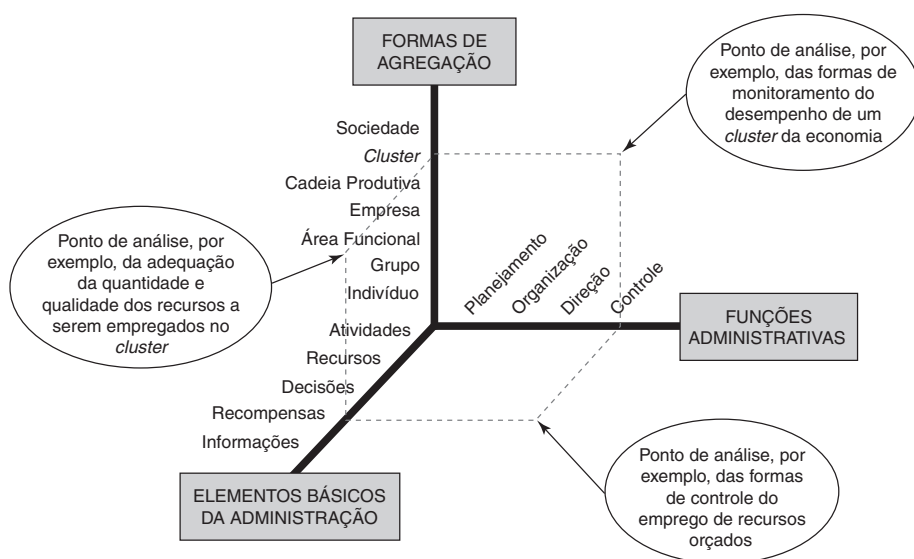 FORMAS DE
AGREGAÇÃO
Ponto de análise, por
exemplo, das formas de
monitoramento do
desempenho de um
cluster da economia
Sociedade
Cluster
Cadeia Produtiva
Empresa
Área Funcional
Grupo
Indivíduo
Ponto de análise, por
exemplo, da adequação
da quantidade e
qualidade dos recursos a
serem empregados no
cluster
Planejamento
Organização
Direção
Controle
FUNÇÕES
ADMINISTRATIVAS
Atividades
Recursos
Decisões
Recompensas
Informações
ELEMENTOS BÁSICOS
DA ADMINISTRAÇÃO
Ponto de análise, por
exemplo, das formas
de controle do
emprego de recursos
orçados